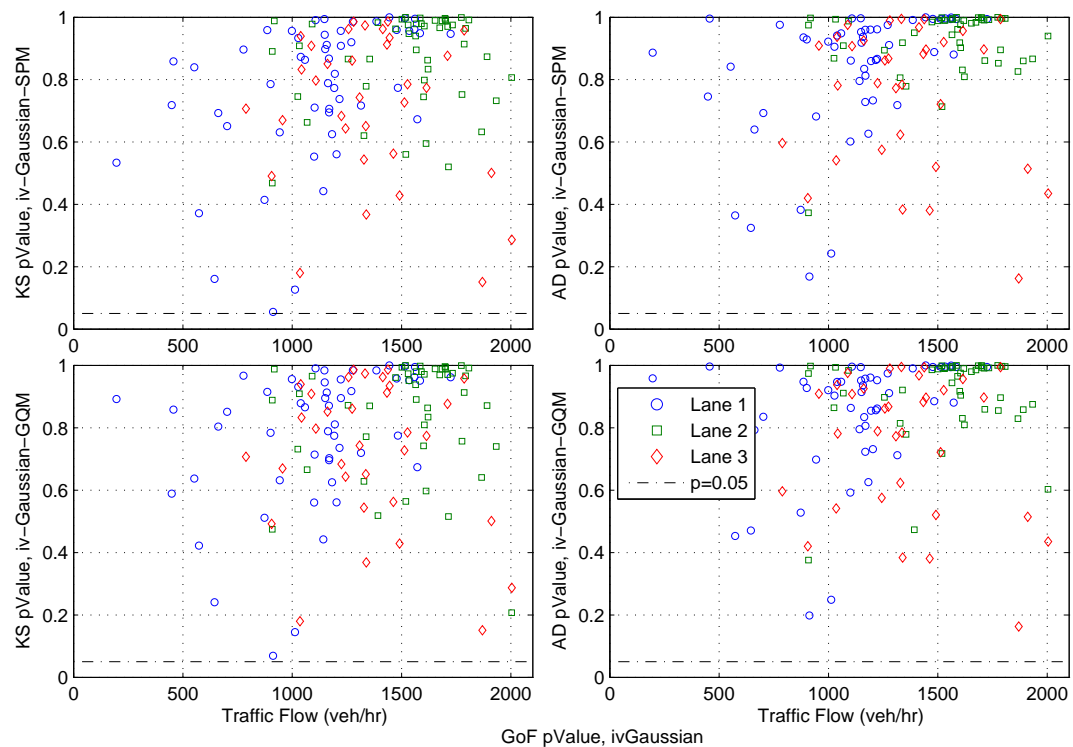 1
0.8
0.6
0.4
0.2
0
KS pValue, iv−Gaussian−SPM
0 500 1000 1500 2000
1
0.8
0.6
0.4
0.2
0
AD pValue, iv−Gaussian−SPM
0 500 1000 1500 2000
1
0.8
0.6
0.4
0.2
0
KS pValue, iv−Gaussian−GQM
0 500 1000 1500 2000
Traffic Flow (veh/hr)
1
0.8
0.6
0.4
0.2
0
AD pValue, iv−Gaussian−GQM
Lane 1
Lane 2
Lane 3
p=0.05
0 500 1000 1500 2000
Traffic Flow (veh/hr)
GoF pValue, ivGaussian